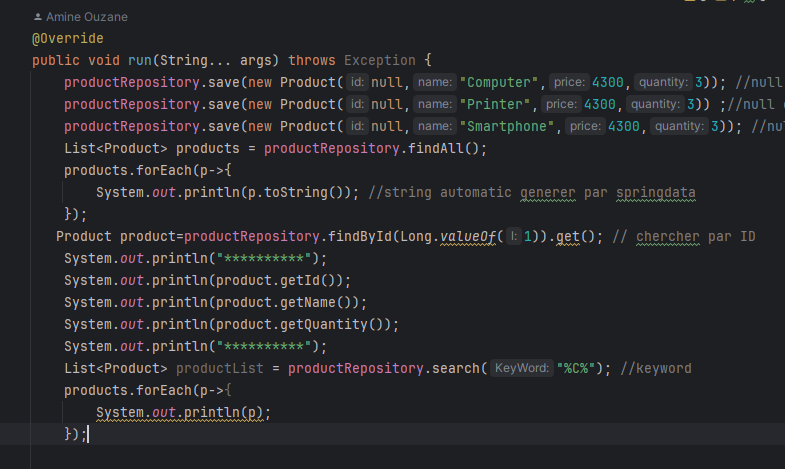 Amine Ouzane
@Override
public void run(String... args) throws Exception {
productRepository.save(new Product( id: null, name: "Computer", price: 4300, quantity: 3)); //null
productRepository.save(new Product( id: null, name: "Printer", price: 4300, quantity: 3)) ;//null
productRepository.save(new Product( id: null, name: "Smartphone", price: 4300, quantity: 3)); //nul
List<Product> products = productRepository.findAll();
products.forEach(p->{
System.out.println(p.toString()); //string automatic generer par springdata
});
Product product=productRepository.findById(Long.valueOf( l: 1)).get(); // chercher par ID
System.out.println("**********");
System.out.println(product.getId());
System.out.println(product.getName());
System.out.println(product.getQuantity());
System.out.println("**********");
List<Product> productList = productRepository.search( KeyWord: "%C%"); //keyword
products.forEach(p->{
System.out.println(p);
});